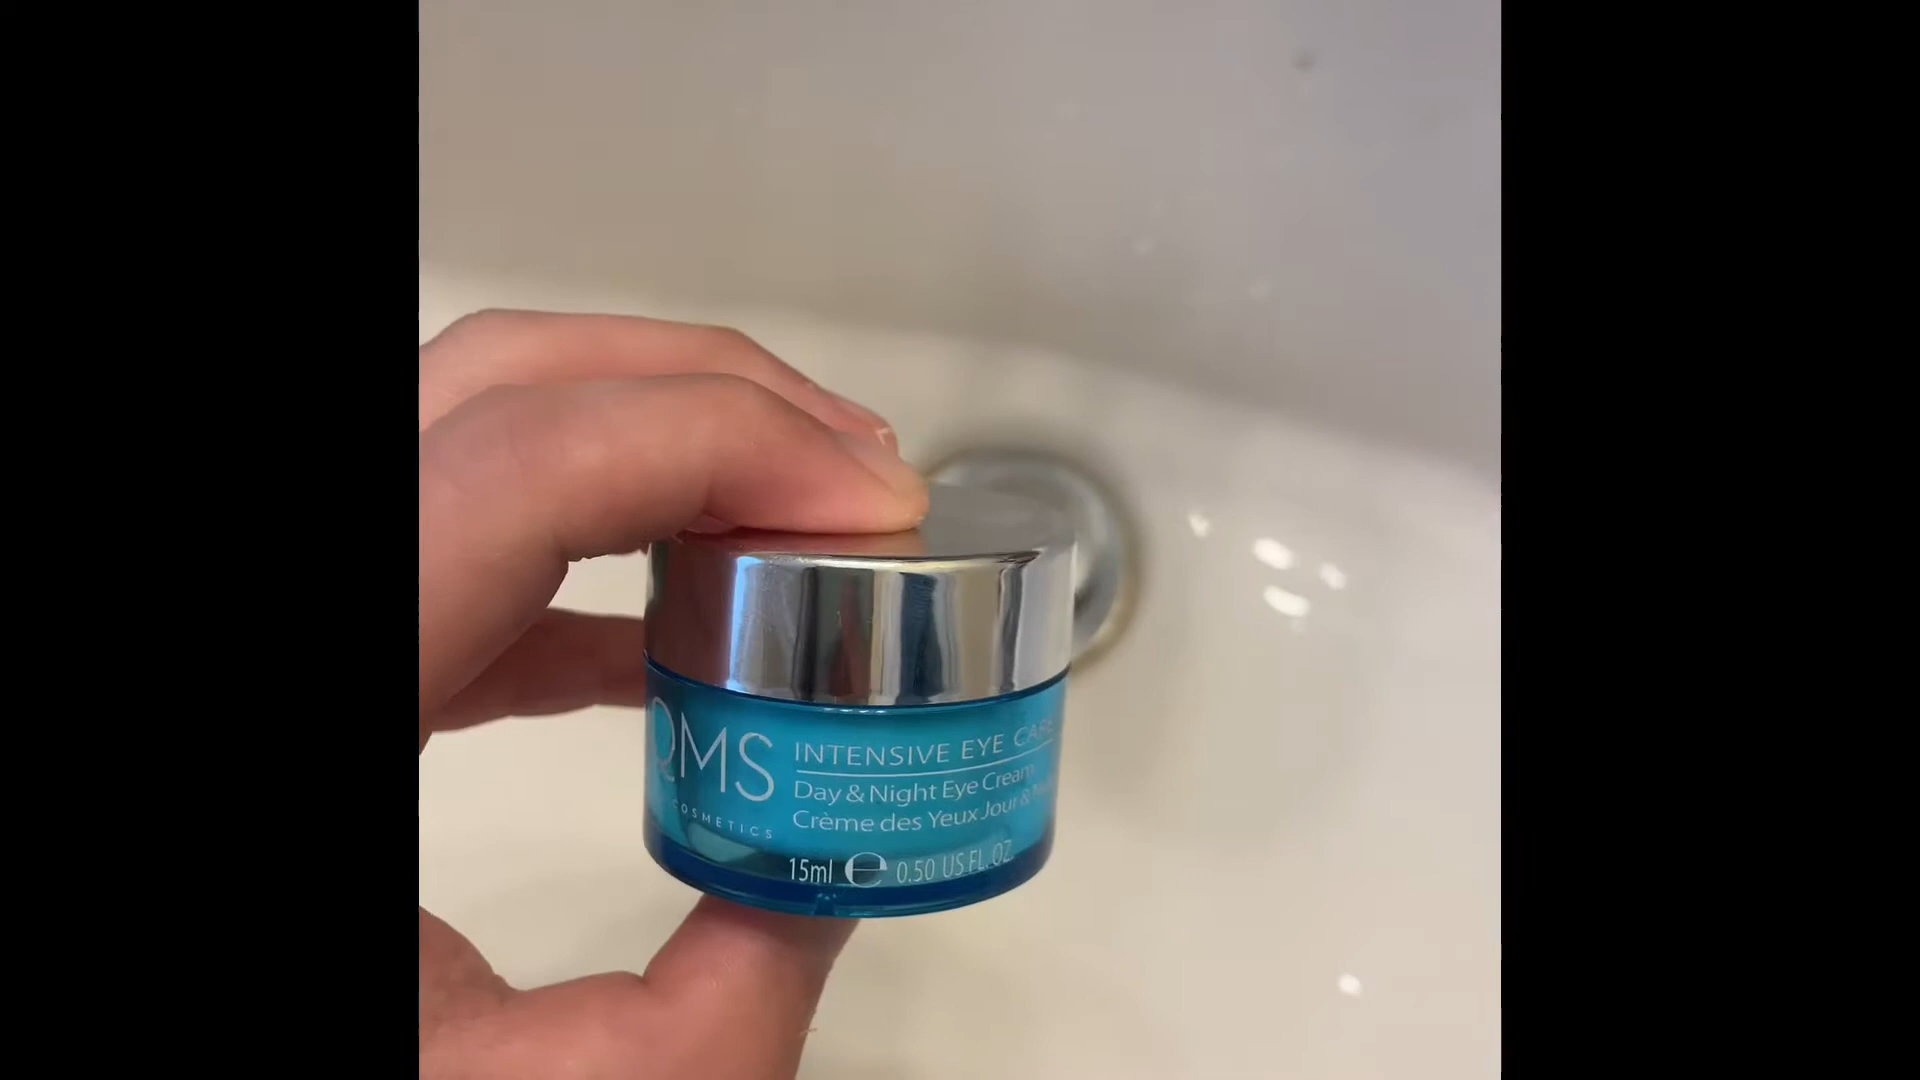 QMS
COSMETICS
INTENSIVE EYE CARE
Day & Night Eye Cream
Crème des Yeux Jour &
15ml e 0.50 US FL. OZ.